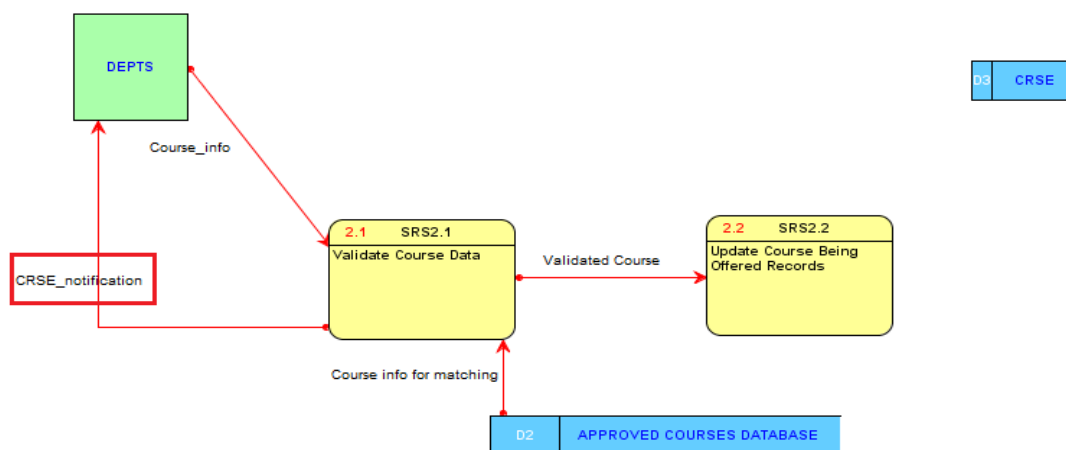 DEPTS
D3 CRSE
Course_info
2.1 SRS2.1
Validate Course Data
2.2 SRS2.2
Update Course Being
Offered Records
Validated Course
CRSE_notification
Course info for matching
D2 APPROVED COURSES DATABASE